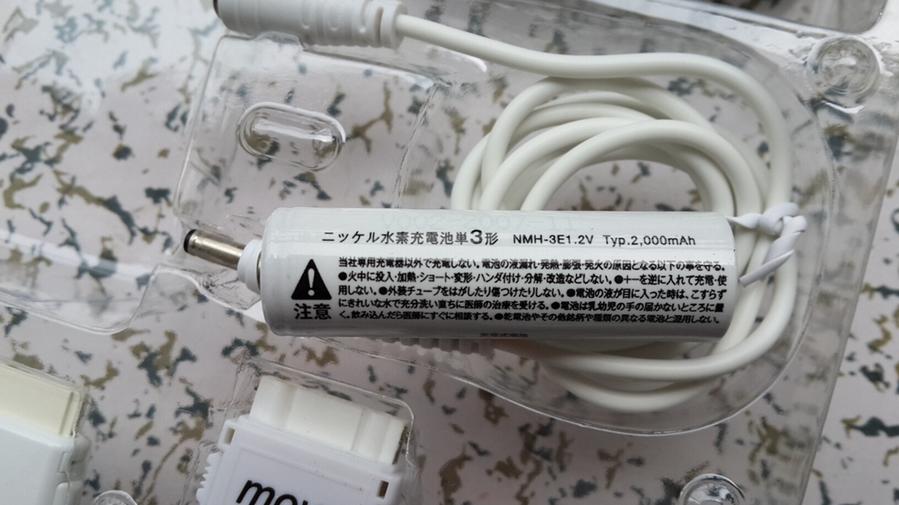 ニッケル水素充電池単3形 NMH-3E1.2V Typ.2,000mAh
当社専用充電器以外で充電しない。電池の液漏れ・発熱・膨張・発火の原因となる以下の事を守る。
●火中に投入・加熱・ショート・変形・ハンダ付け・分解・改造などしない。●+−を逆に入れて充電・使
用しない。●外装チューブをはがしたり傷つけたりしない。●電池の液が目に入った時は、こすらず
にきれいな水で充分洗い直ちに医師の治療を受ける。●電池は乳幼児の手の届かないところに置
く。飲み込んだら医師にすぐに相談する。●乾電池やその他銘柄や種類の異なる電池と混用しない。
注意